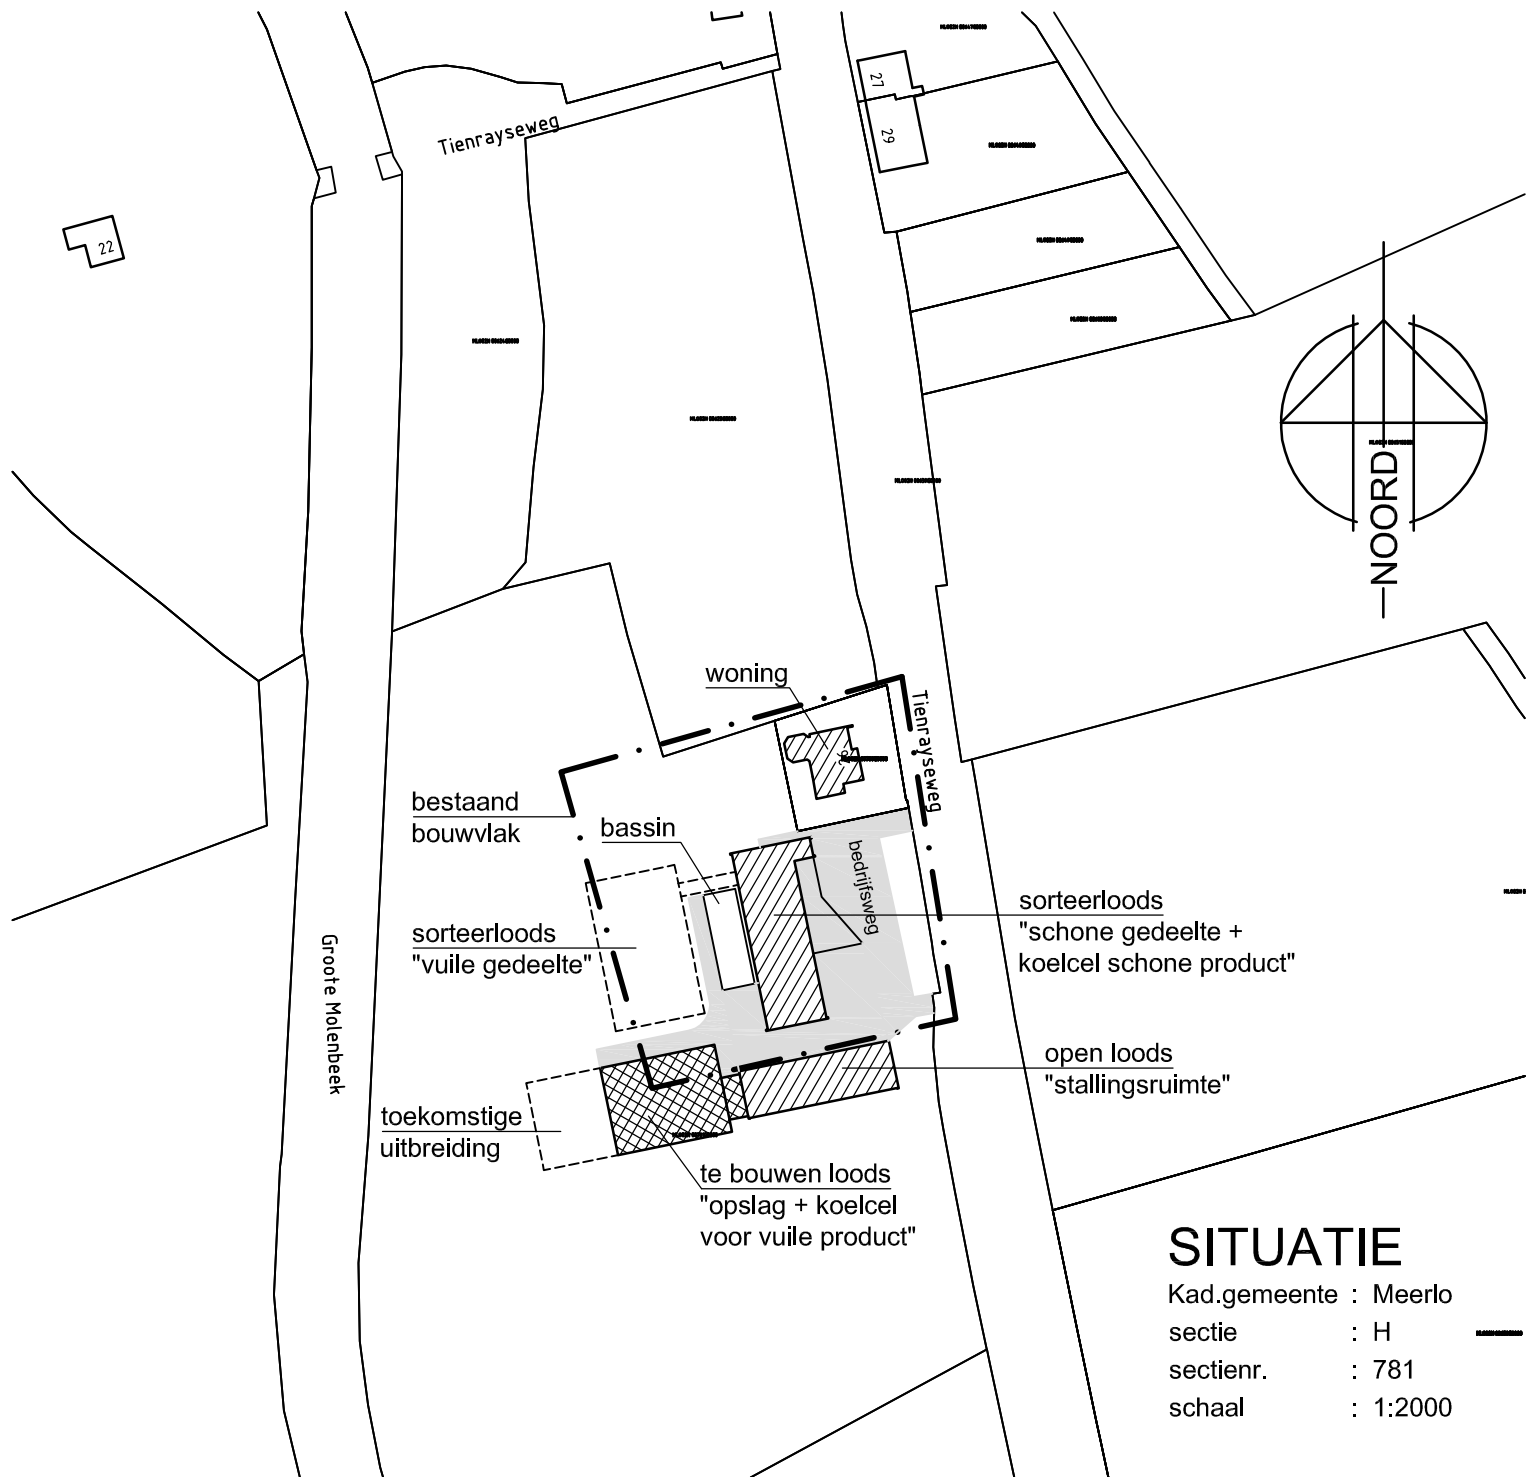 Tienrayseweg
27
29
22
NOORD
woning
Tienrayseweg
bestaand
bouwvlak
bassin
bedrijfsweg
sorteerloods
"schone gedeelte +
koelcel schone product"
sorteerloods
"vuile gedeelte"
Groote Molenbeek
open loods
"stallingsruimte"
toekomstige
uitbreiding
te bouwen loods
"opslag + koelcel
voor vuile product"
SITUATIE
Kad.gemeente : Meerlo
sectie : H
sectienr. : 781
schaal : 1:2000